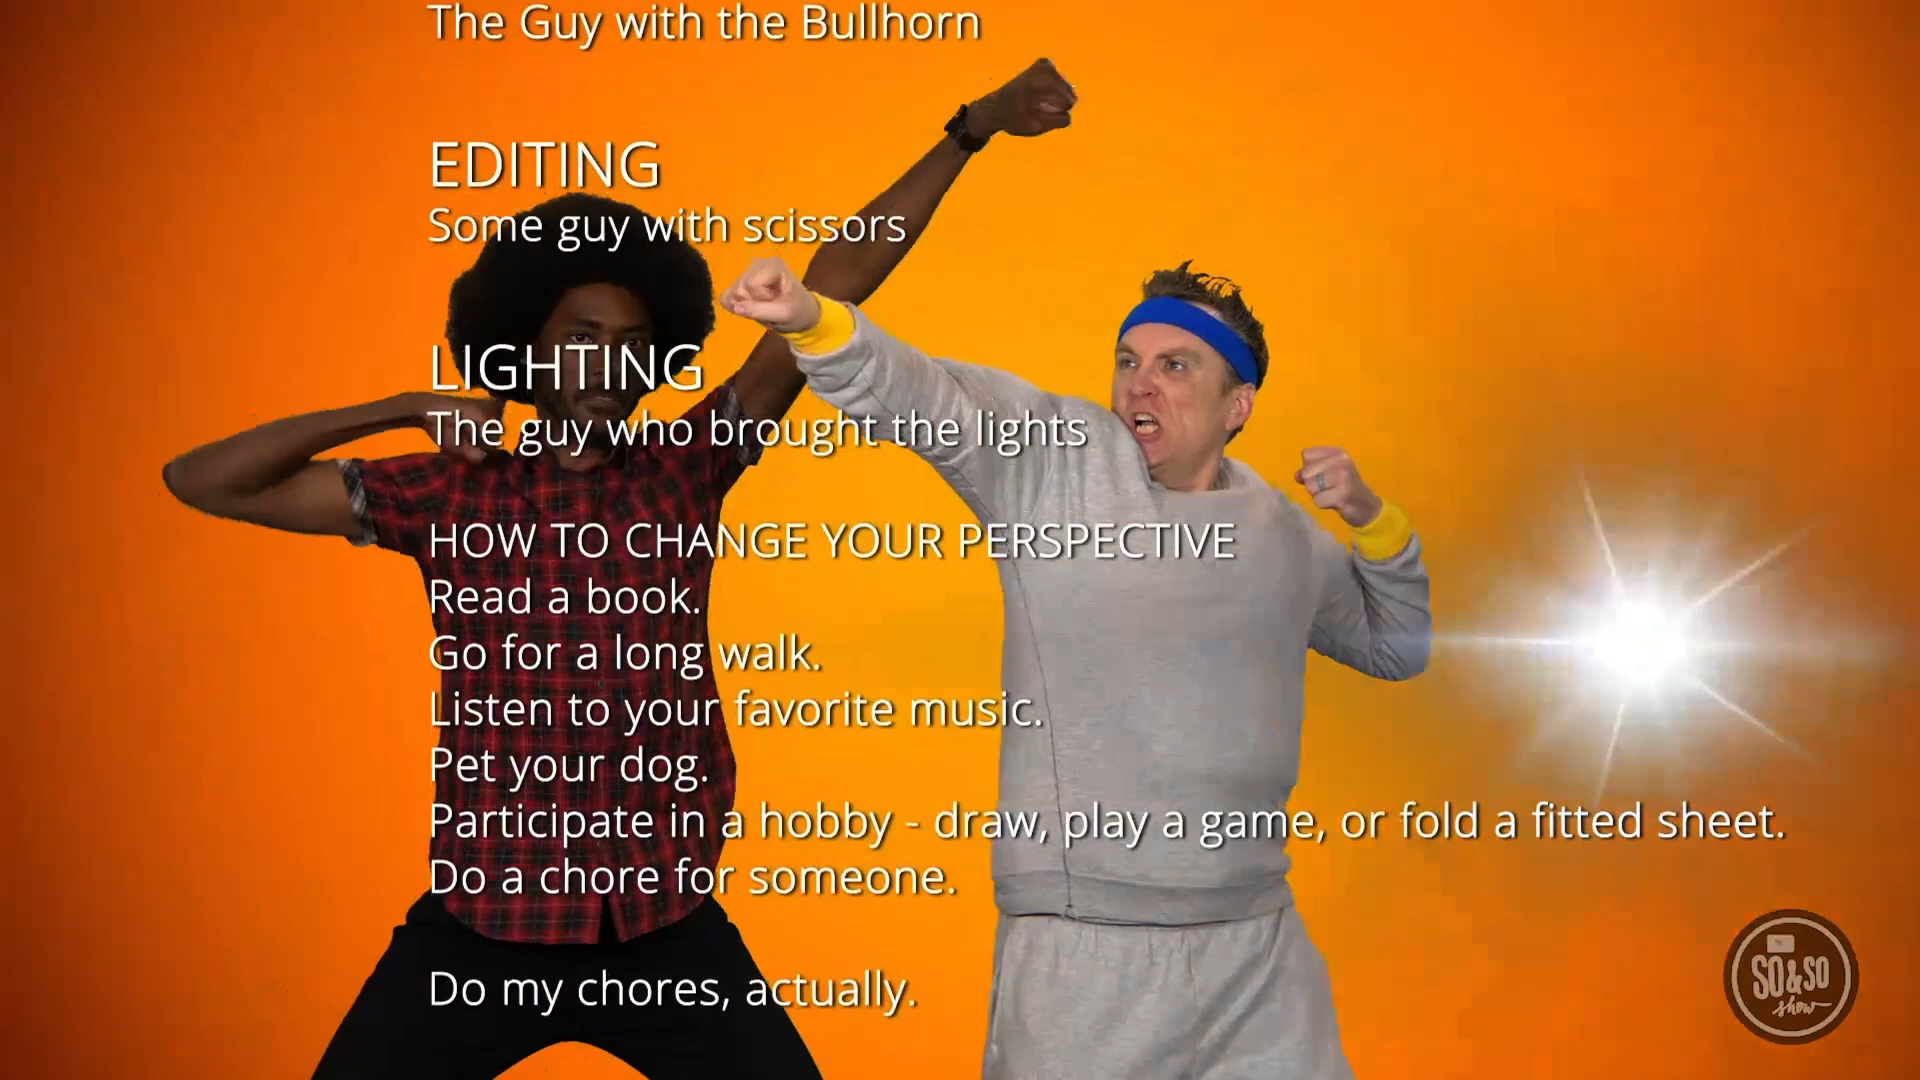 The Guy with the Bullhorn
EDITING
Some guy with scissors
LIGHTING
The guy who brought the lights
HOW TO CHANGE YOUR PERSPECTIVE
Read a book.
Go for a long walk.
Listen to your favorite music.
Pet your dog.
Participate in a hobby - draw, play a game, or fold a fitted sheet.
Do a chore for someone.
Do my chores, actually.
SO & SO
show